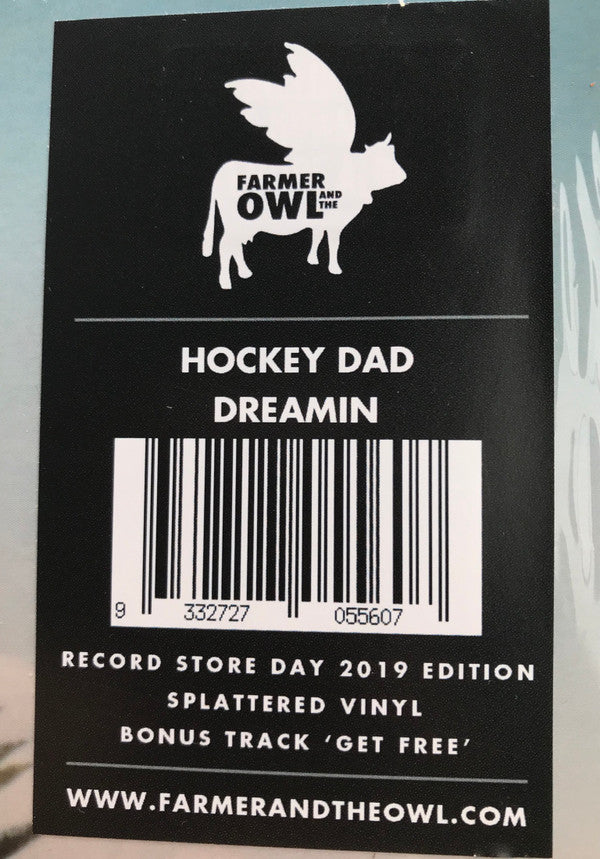 FARMER
OWL AND THE
HOCKEY DAD
DREAMIN
9 332727 055607
RECORD STORE DAY 2019 EDITION
SPLATTERED VINYL
BONUS TRACK ‘GET FREE’
WWW.FARMERANDTHEOWL.COM